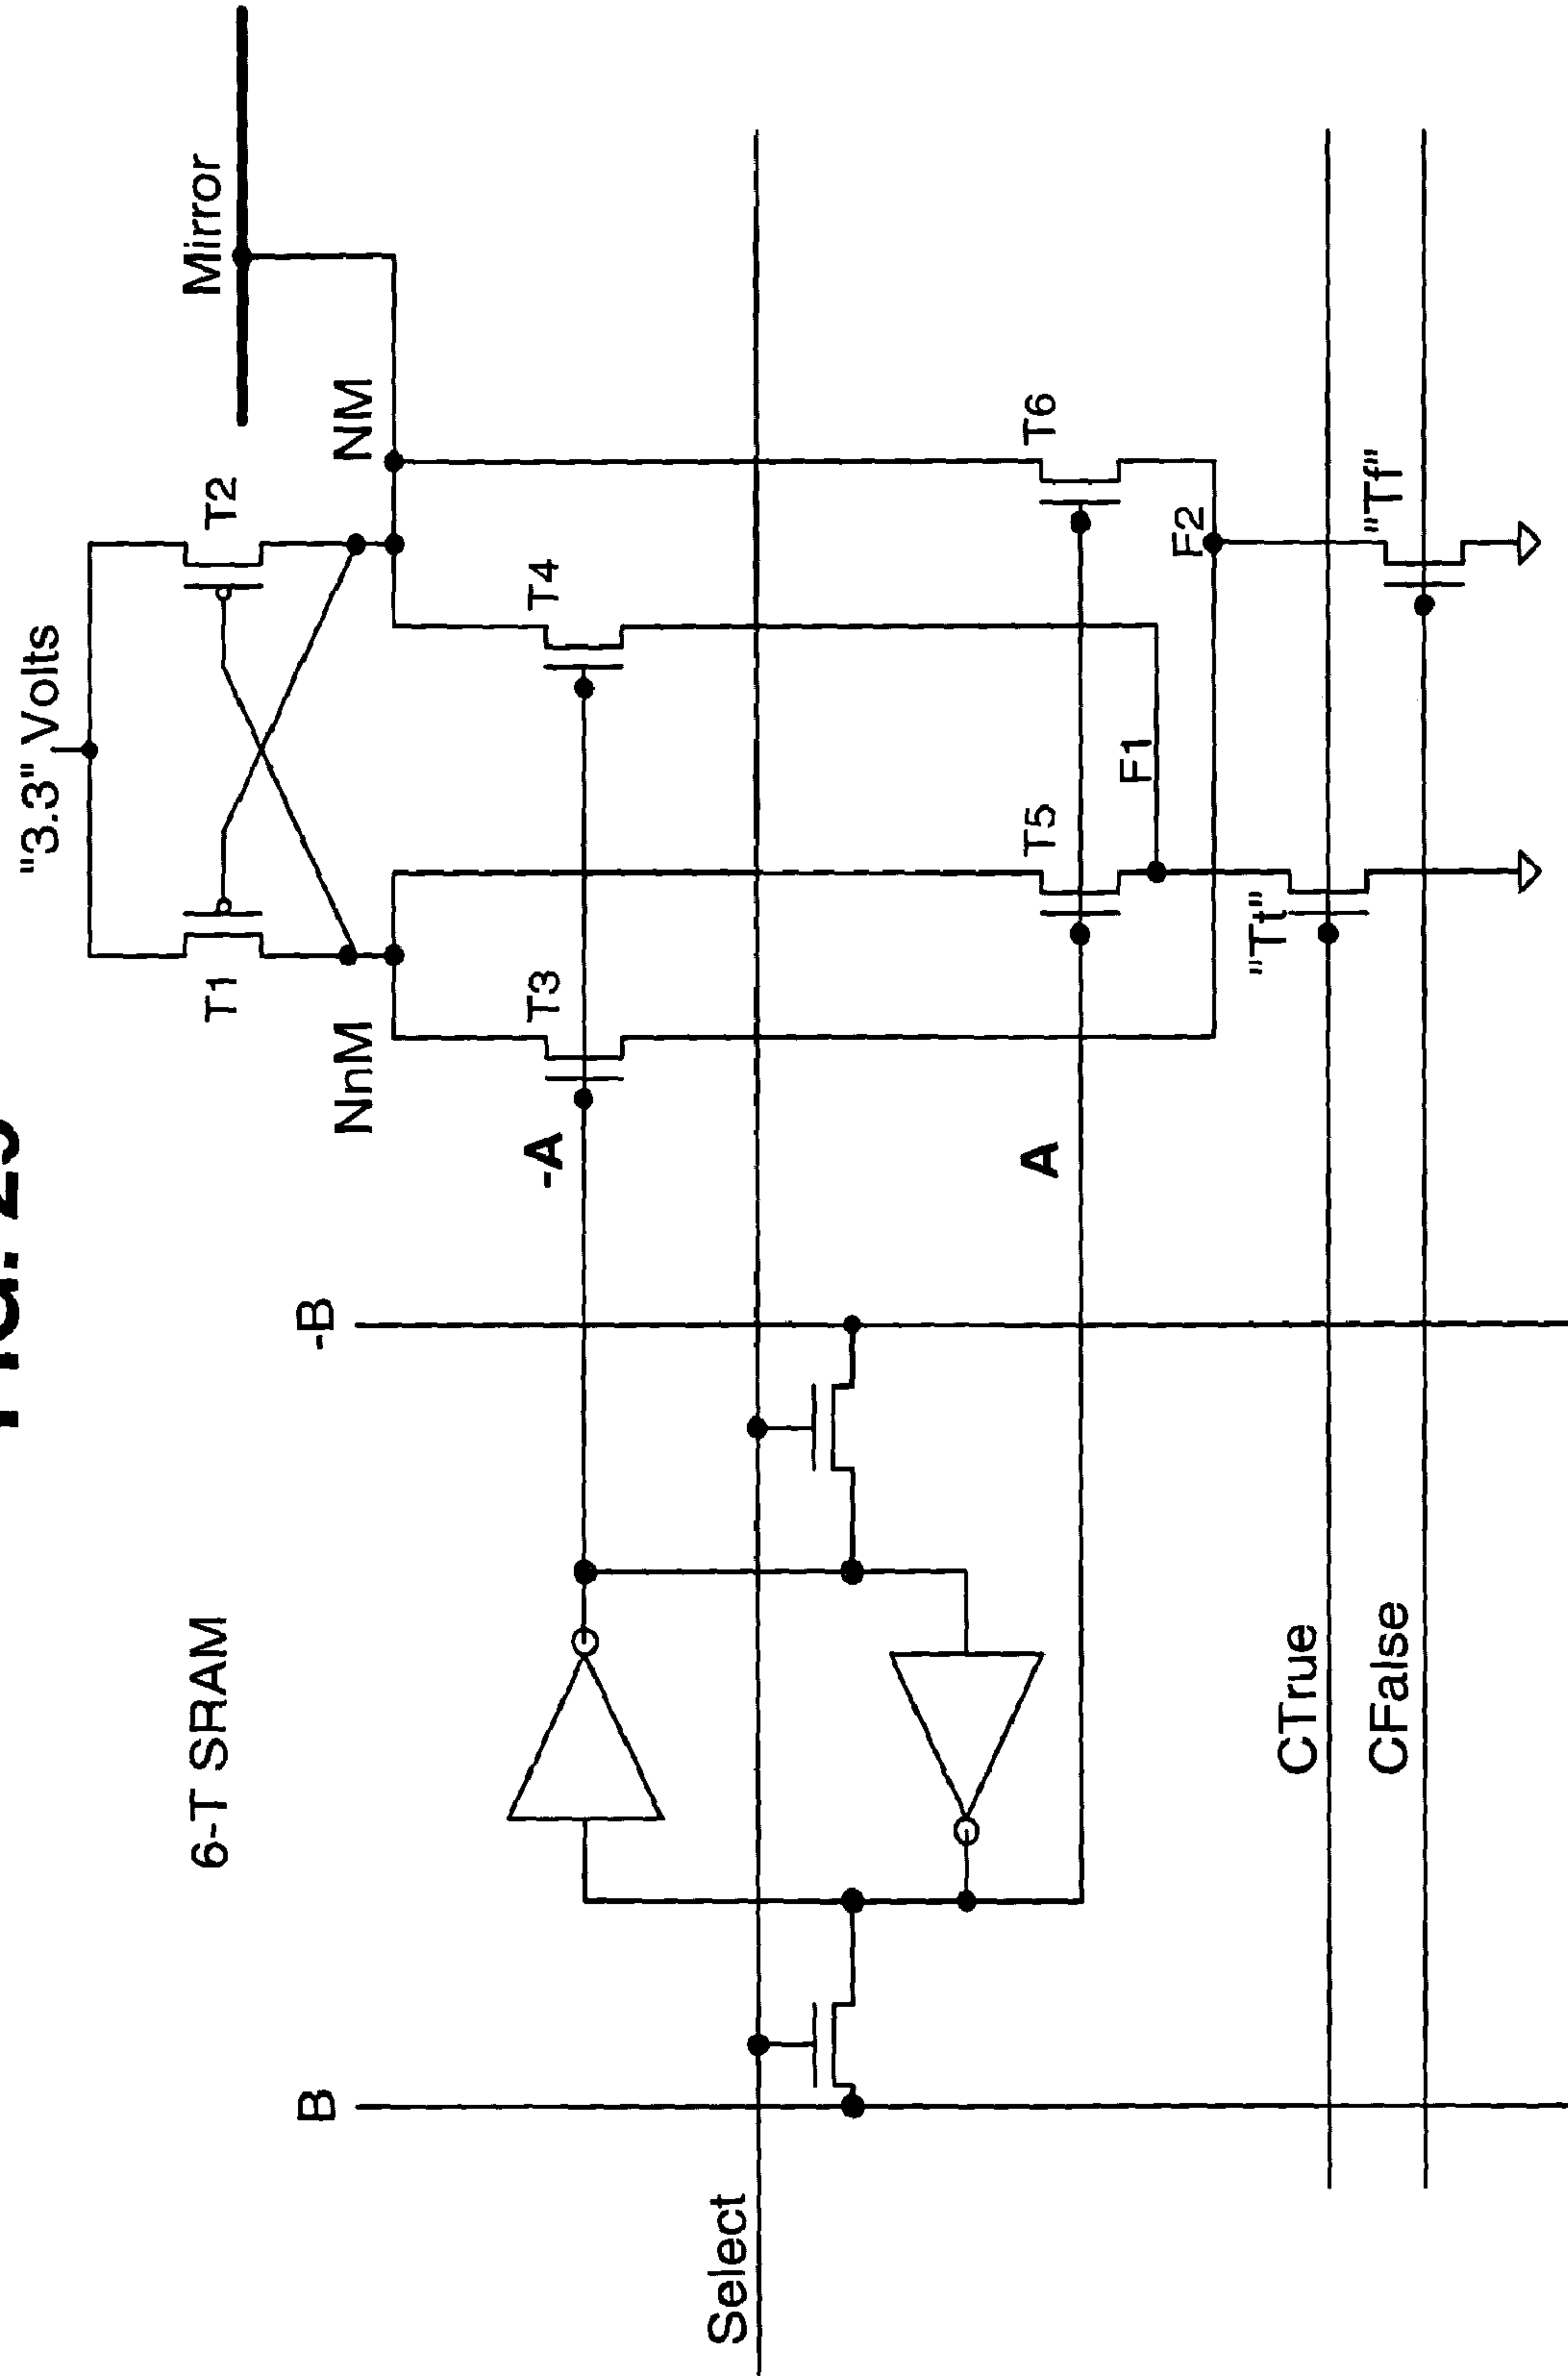 FIG.
"3.3" Volts
6-T SRAM
T1
T2
Mirror
B
-B
NnM
NM
-A
T3
T4
Select
A
T5
T6
F1
F2
"Tt"
CTrue
"Tf"
CFalse